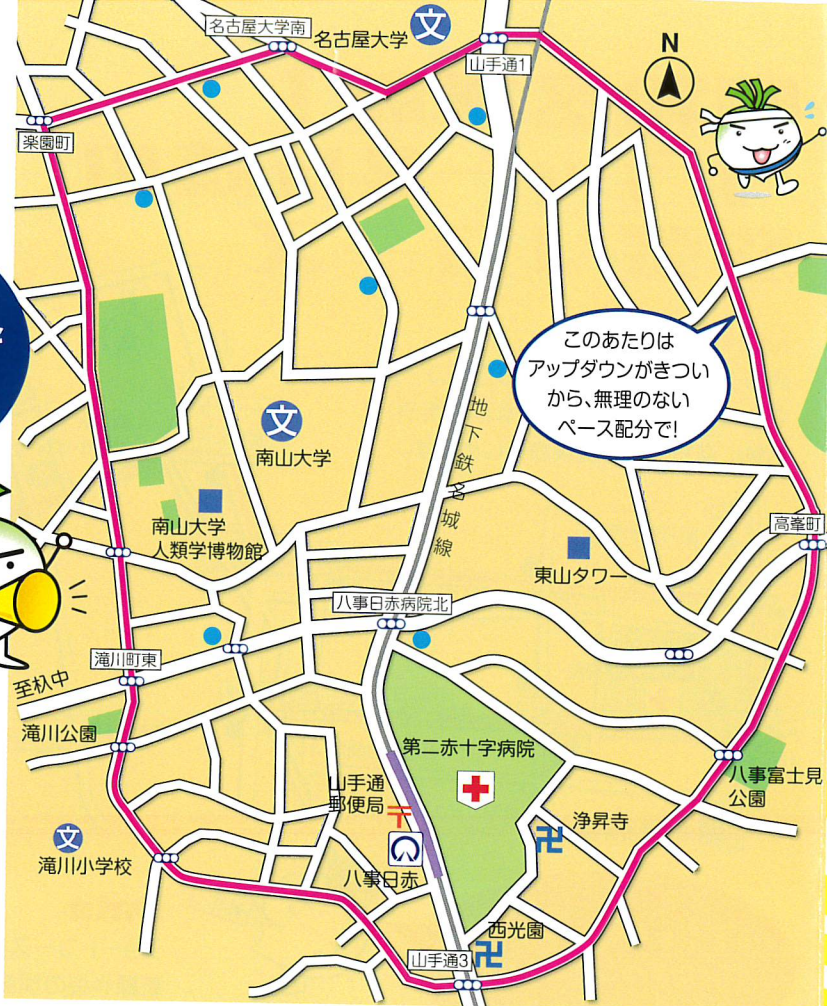 名古屋大学南
名古屋大学
文
山手通1
N
楽園町
このあたりは
アップダウンがきつい
から、無理のない
ペース配分で!
地下鉄名城線
文
南山大学
南山大学
人類学博物館
高峯町
東山タワー
八事日赤病院北
滝川町東
至杁中
滝川公園
第二赤十字病院
山手通
郵便局
〒
八事富士見
公園
浄昇寺
卍
文
滝川小学校
八事日赤
西光園
卍
山手通3